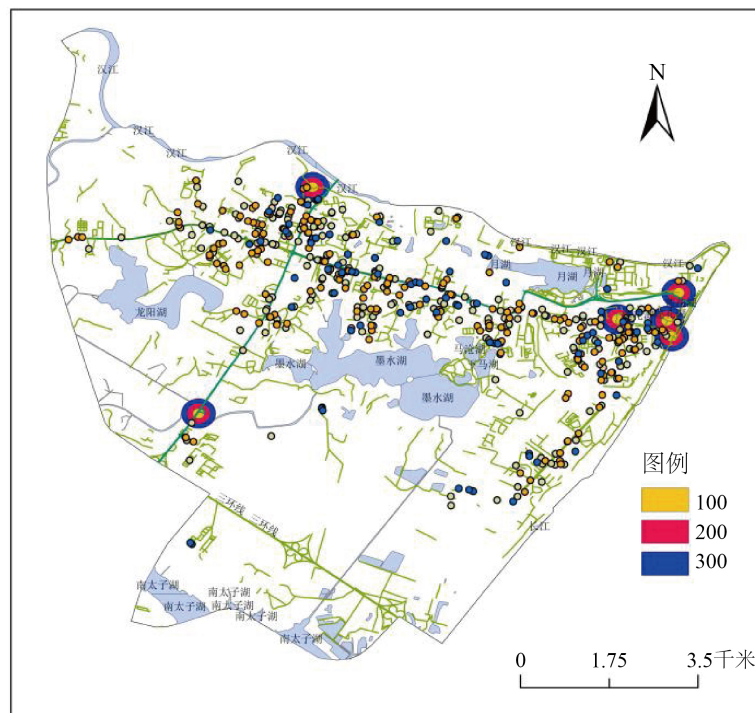 汉江
汉江
汉江
汉江
汉江
N
汉江
汉江
汉江
汉江
月湖
月湖
月湖
龙阳湖
墨水湖
墨水湖
墨水湖
长江
三环线 三环线
南太子湖
南太子湖
南太子湖
南太子湖
南太子湖
南太子湖
图例
100
200
300
0 1.75 3.5千米